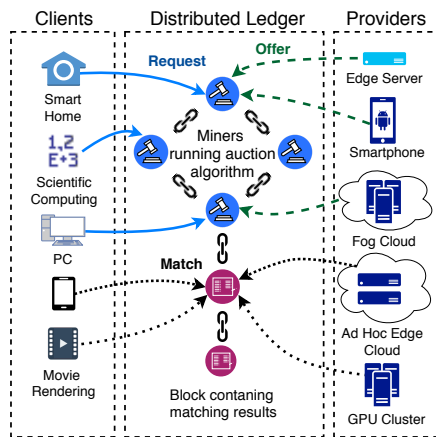 Clients
Distributed Ledger
Providers
Request
Offer
Smart
Home
Edge Server
1,2
E+3
Miners
running auction
algorithm
Smartphone
Scientific
Computing
PC
Fog Cloud
Match
Ad Hoc Edge
Cloud
Movie
Rendering
Block contaning
matching results
GPU Cluster